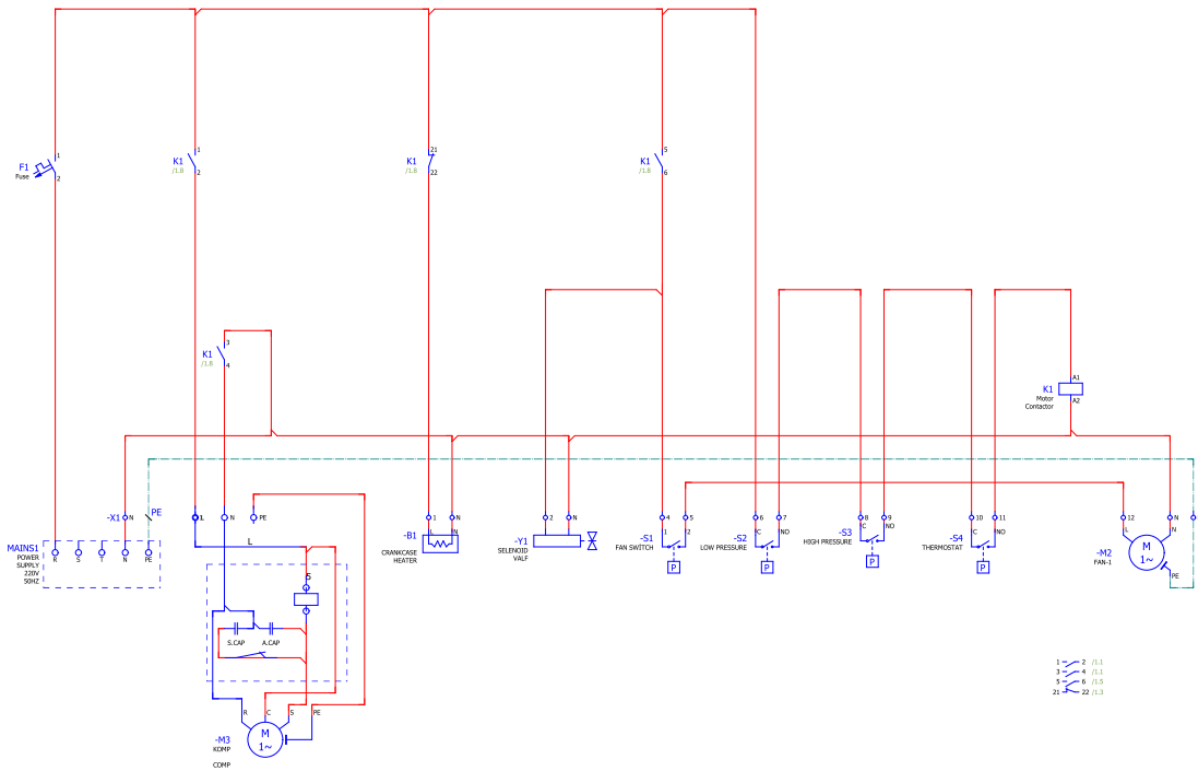 F1
Fuse
1
2
K1
/1.8
1
2
K1
/1.8
21
22
K1
/1.8
5
6
K1
/1.8
3
4
K1
Motor
Contactor
A1
A2
-X1
N
PE
L
N
PE
1
N
2
N
4
5
6
7
8
9
10
11
12
N
MAINS1
POWER
SUPPLY
220V
50HZ
R
S
T
N
PE
L
-B1
CRANKCASE
HEATER
L
N
-Y1
SELENOID
VALF
-S1
FAN SWITCH
1
2
P
-S2
LOW PRESSURE
C
NO
P
-S3
HIGH PRESSURE
C
NO
P
-S4
THERMOSTAT
C
NO
P
-M2
FAN-1
L
N
M
1~
PE
5
S.CAP
A.CAP
R
C
S
PE
-M3
KOMP
COMP
M
1~
1
2
/1.1
3
4
/1.1
5
6
/1.5
21
22
/1.3